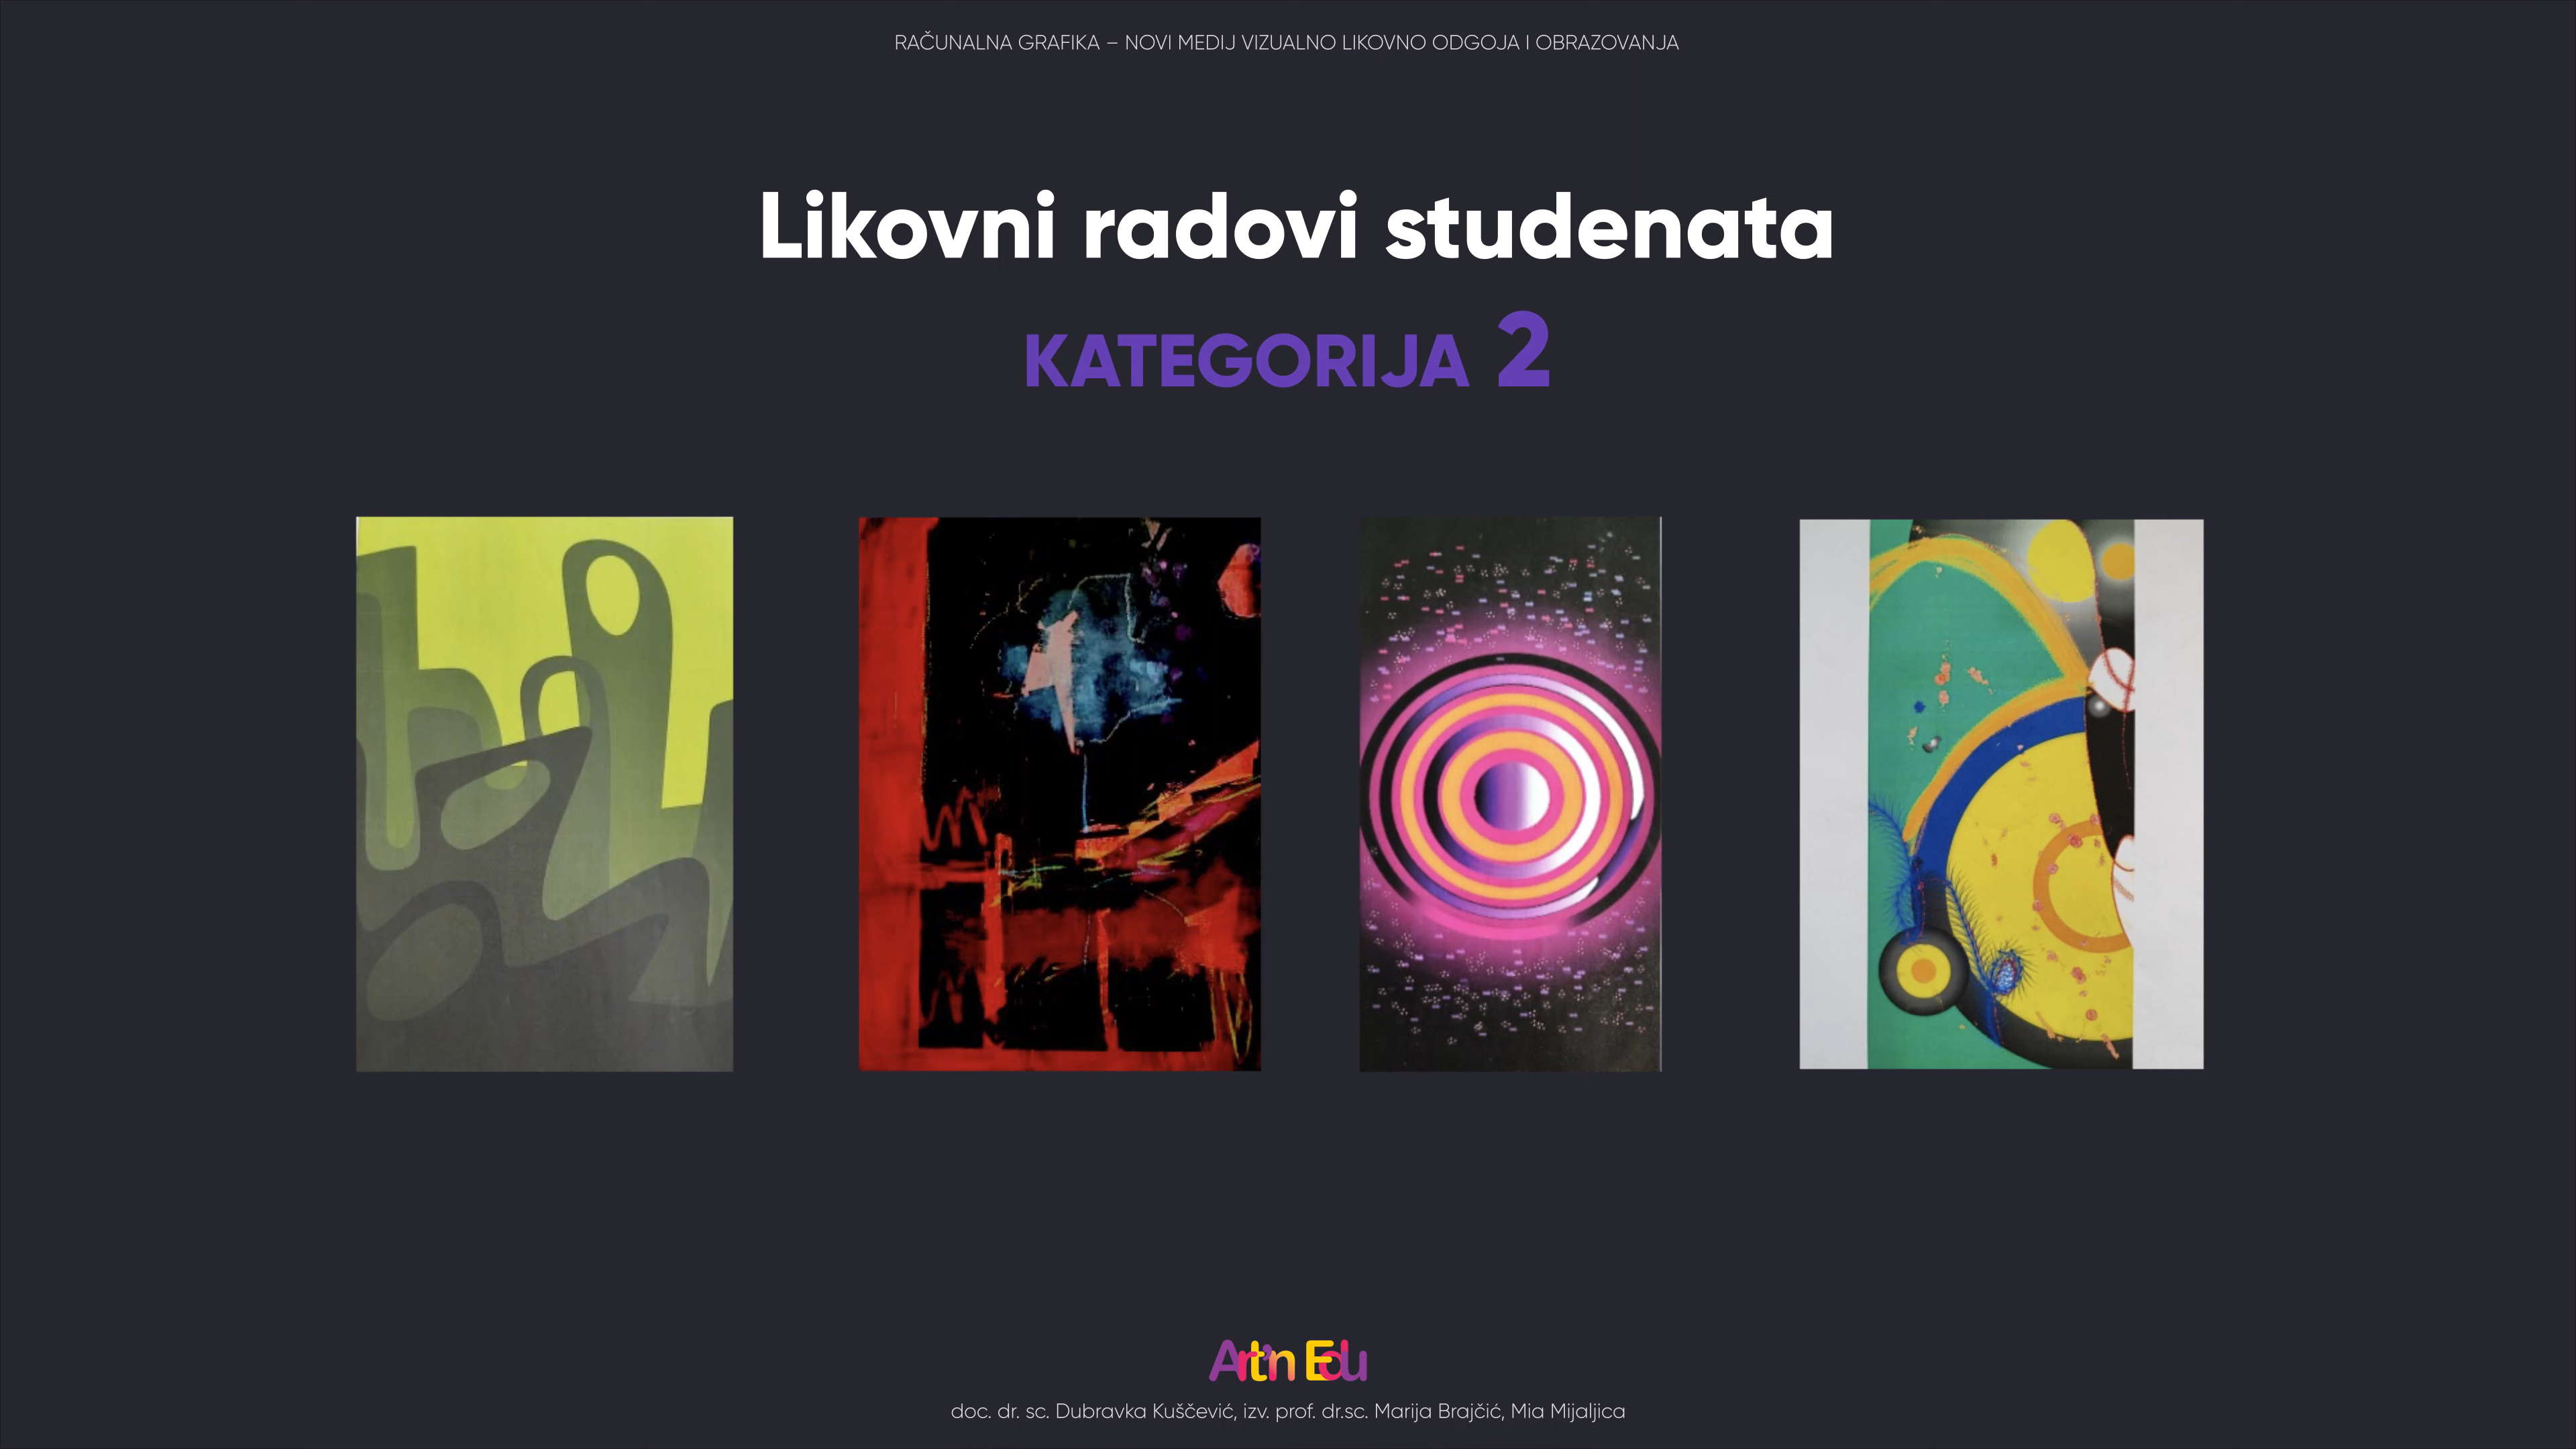 RAČUNALNA GRAFIKA – NOVI MEDIJ VIZUALNO LIKOVNO ODGOJA I OBRAZOVANJA
Likovni radovi studenata
KATEGORIJA 2
Art'n Edu
doc. dr. sc. Dubravka Kuščević, izv. prof. dr.sc. Marija Brajčić, Mia Mijaljica